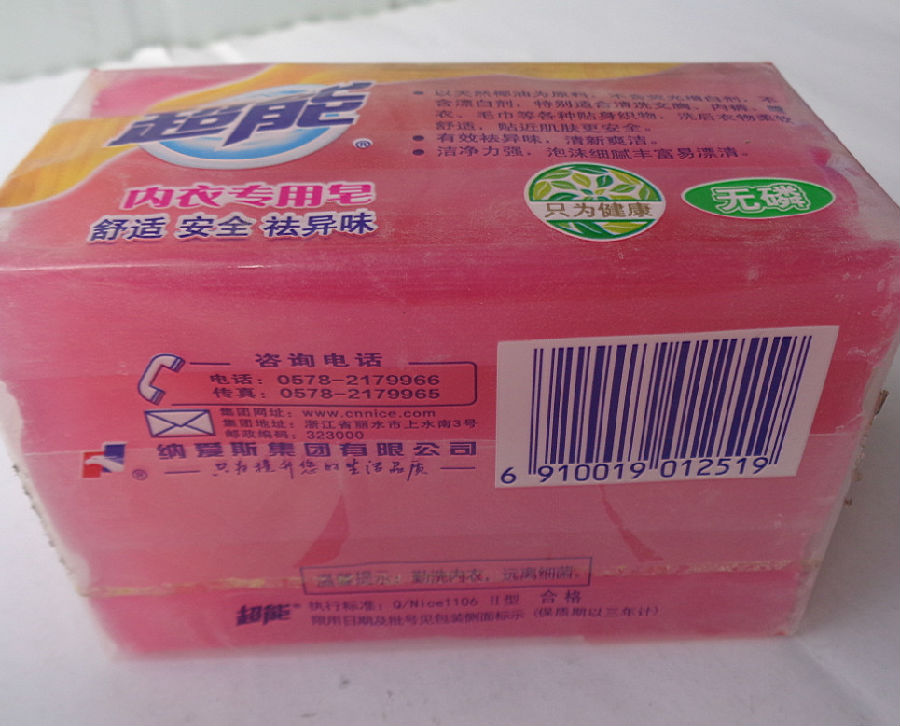 超能®
内衣专用皂
舒适 安全 祛异味
● 以天然椰油为原料,不含荧光增白剂,不
含漂白剂,特别适合清洗文胸、内裤、
衣、毛巾等各种贴身织物,洗后衣物柔软
舒适,贴近肌肤更安全。
● 有效祛异味,清新爽洁。
● 洁净力强,泡沫细腻丰富易漂清。
只为健康
无磷
咨询电话
电话:0578-2179966
传真:0578-2179965
集团网址:www.cnnice.com
集团地址:浙江省丽水市上水南3号
邮政编码:323000
纳爱斯集团有限公司
®
只为提升您的生活品质
6 910019 012519
温馨提示:勤洗内衣,远离细菌。
超能® 执行标准:Q/Nice1106 II型 合格
限用日期及批号见包装侧面标示(保质期以三年计)